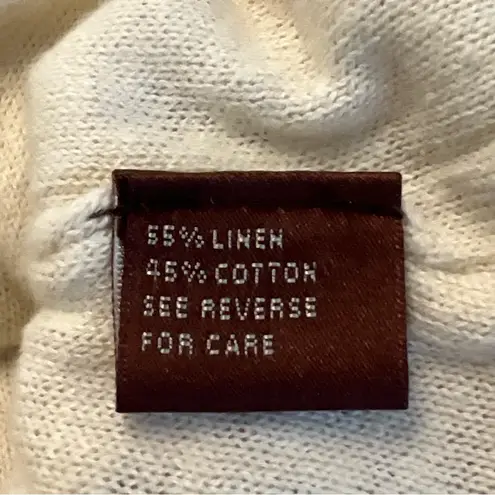 55% LINEN
45% COTTON
SEE REVERSE
FOR CARE